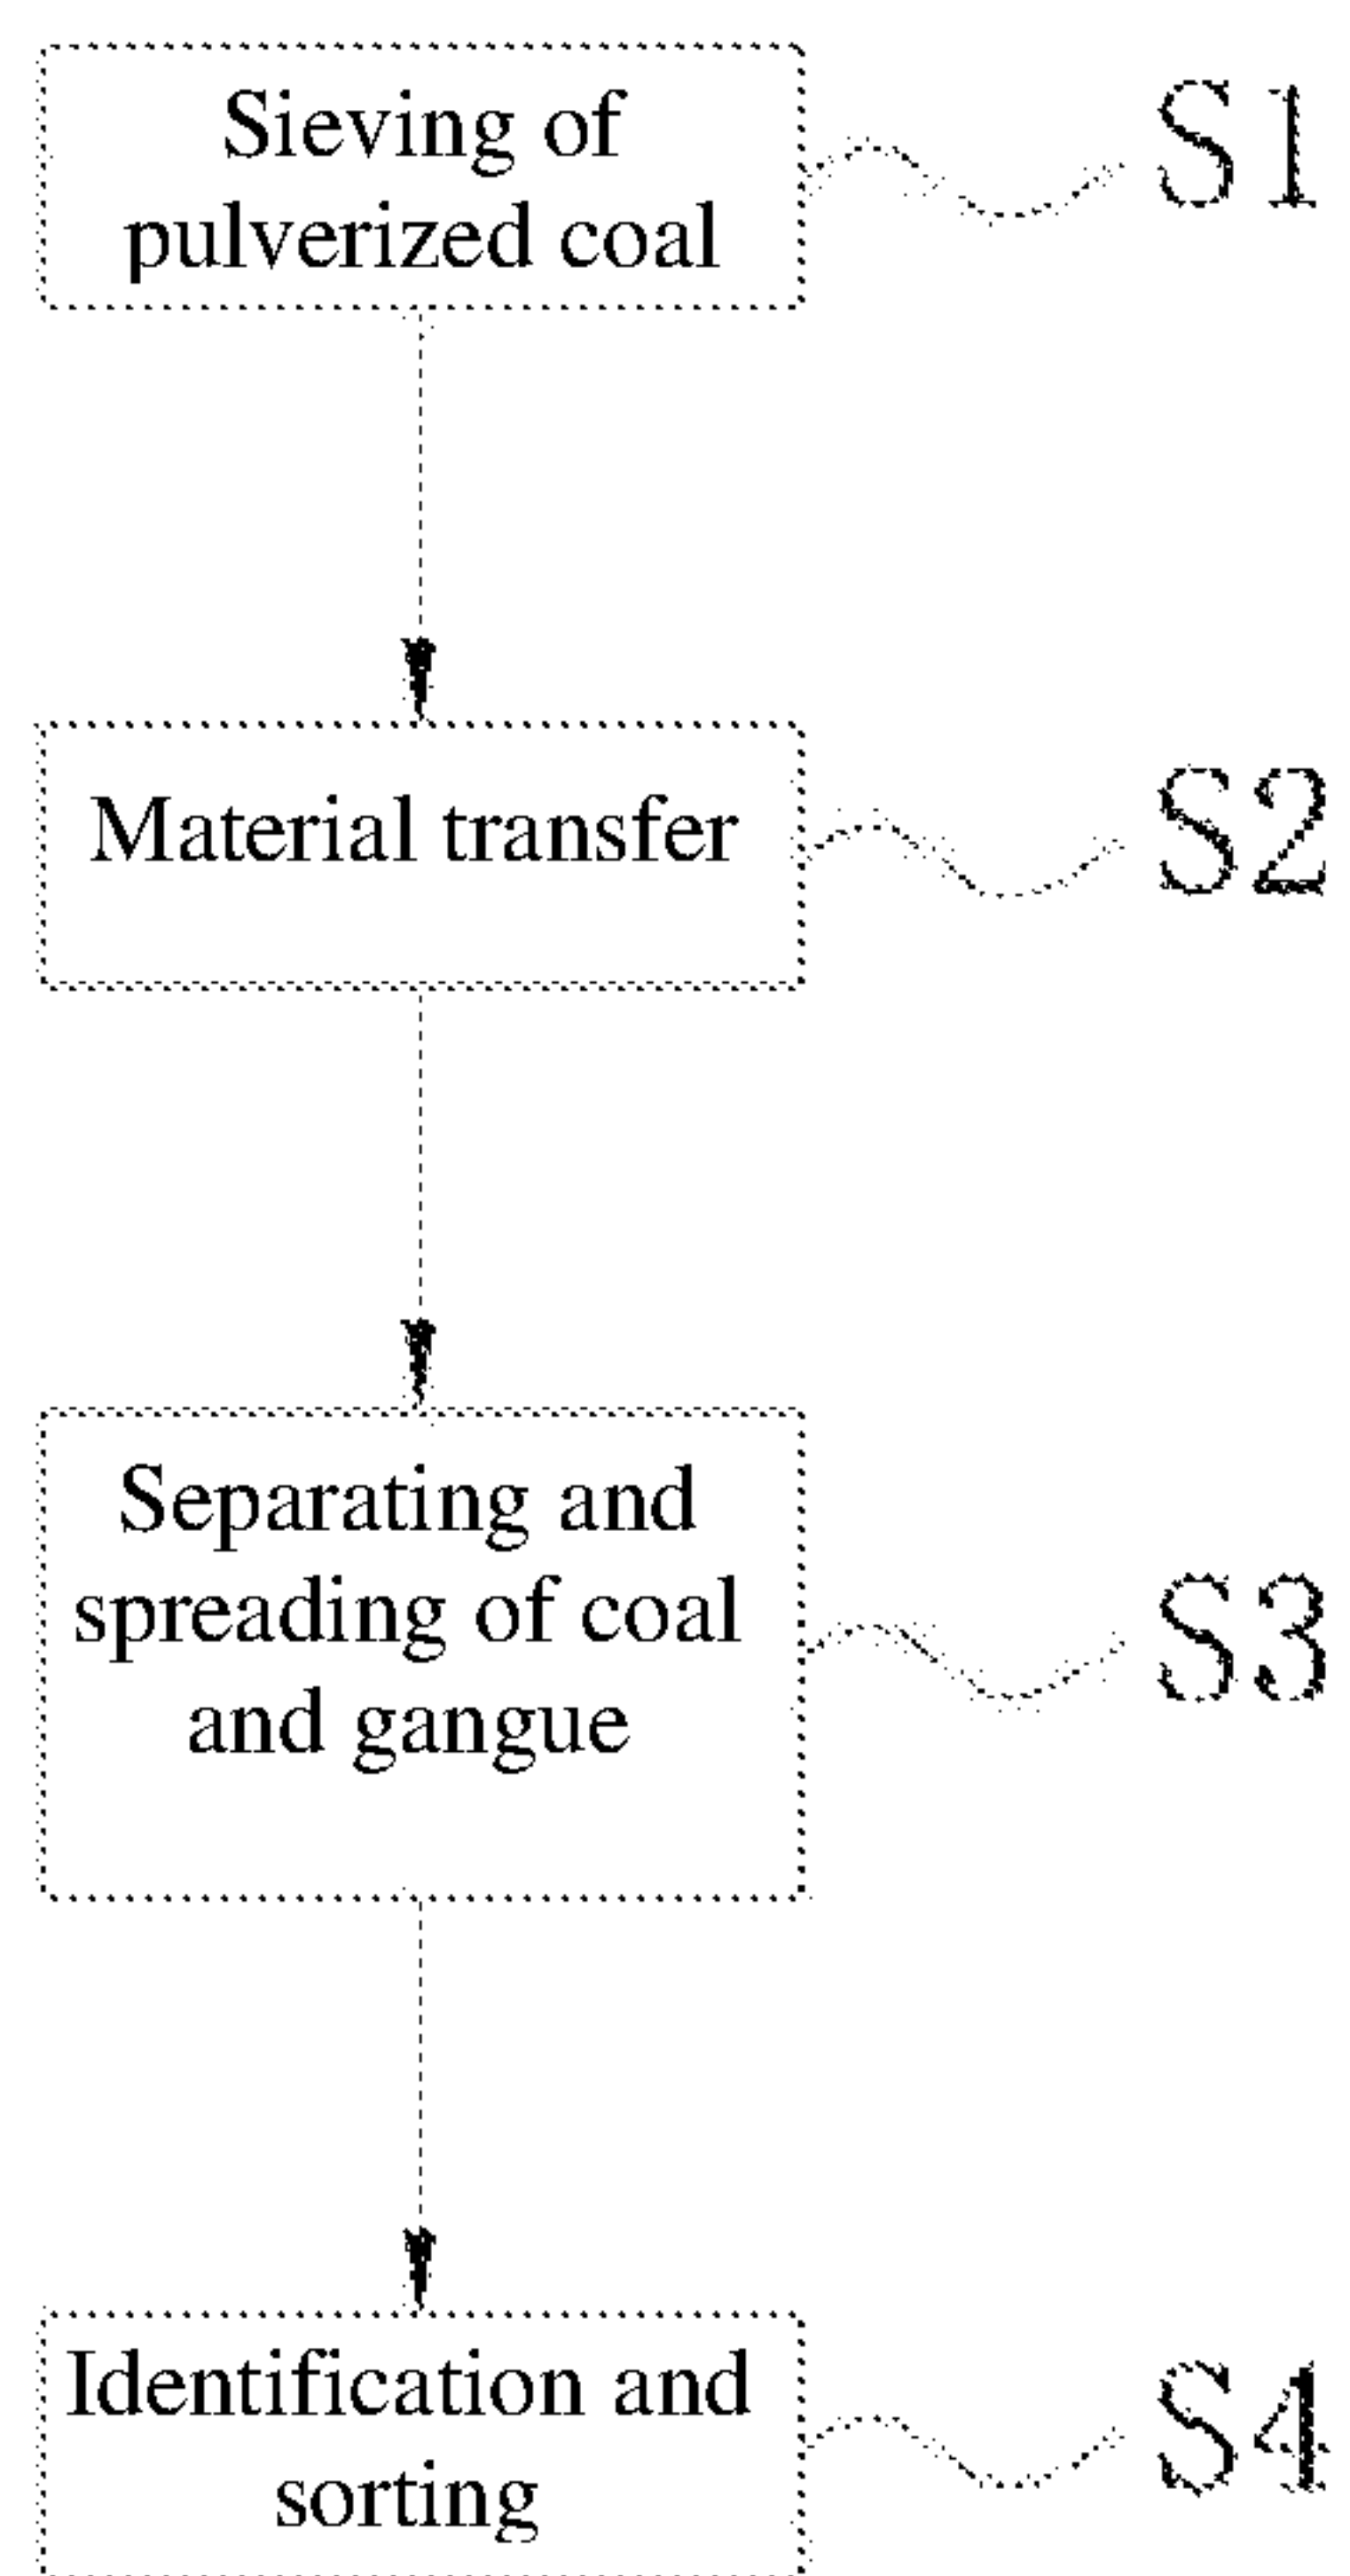 Sieving of
pulverized coal
S1
Material transfer
S2
Separating and
spreading of coal
and gangue
S3
Identification and
sorting
S4